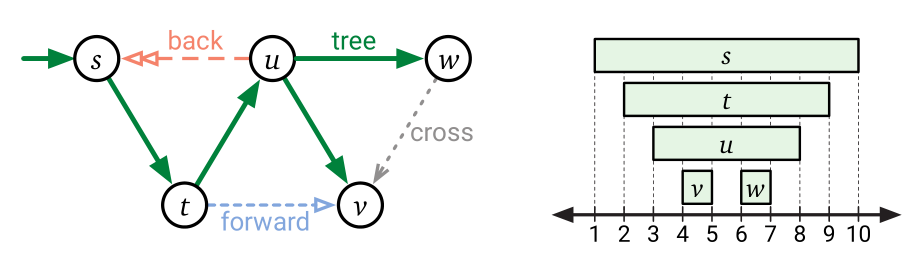 back
tree
s
u
w
cross
t
forward
v
s
t
u
v w
1 2 3 4 5 6 7 8 9 10